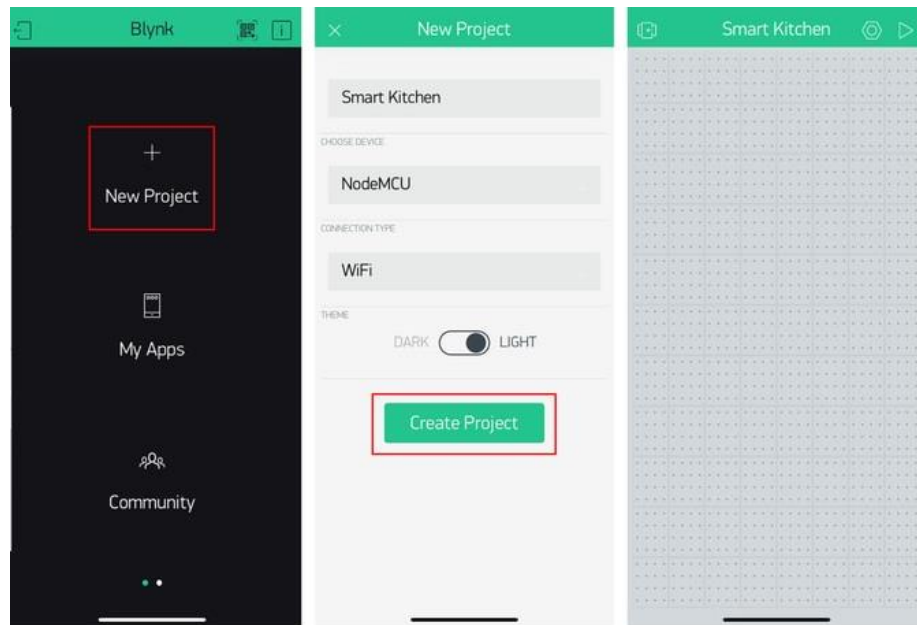 Blynk
New Project
My Apps
Community
New Project
Smart Kitchen
CHOOSE DEVICE
NodeMCU
CONNECTION TYPE
WiFi
THEME
DARK LIGHT
Create Project
Smart Kitchen